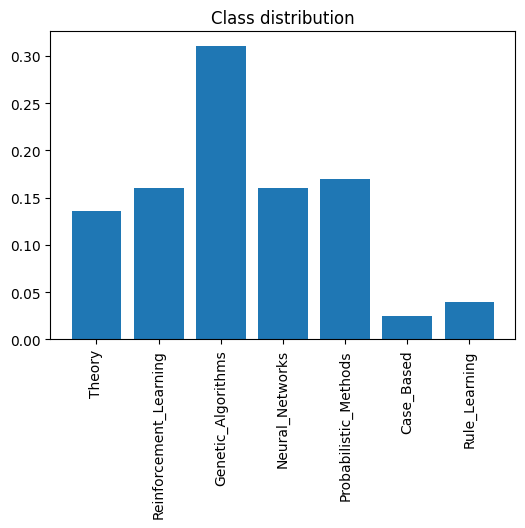 Class distribution
0.30
0.25
0.20
0.15
0.10
0.05
0.00
Theory
Reinforcement_Learning
Genetic_Algorithms
Neural_Networks
Probabilistic_Methods
Case_Based
Rule_Learning